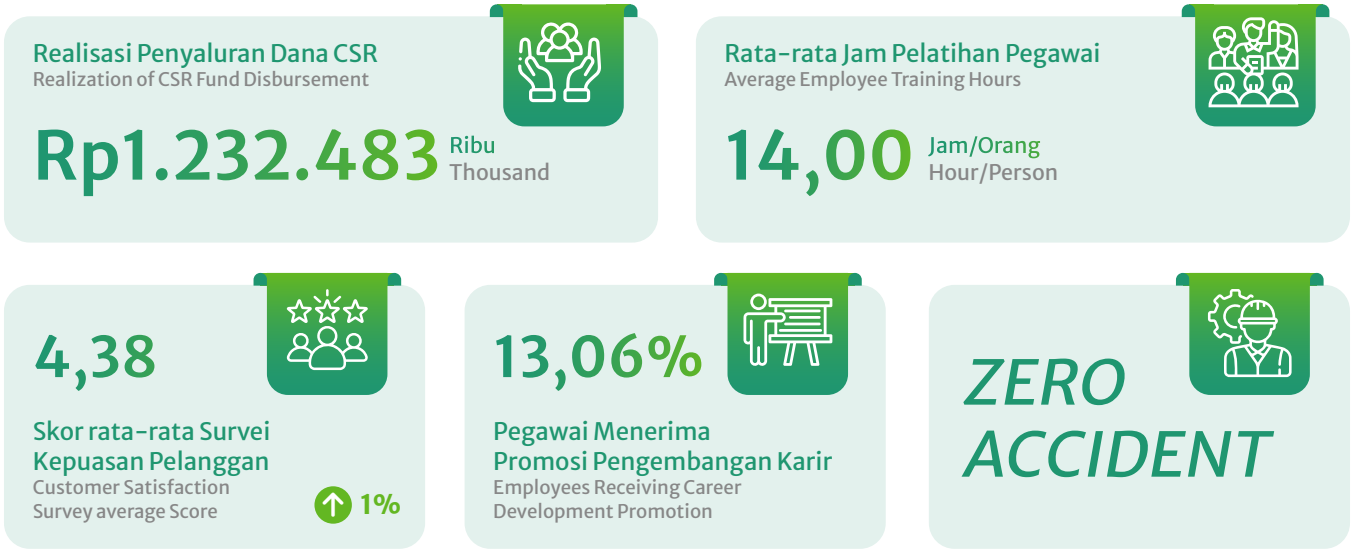 Realisasi Penyaluran Dana CSR
Realization of CSR Fund Disbursement
Rp1.232.483 Ribu
Thousand
Rata-rata Jam Pelatihan Pegawai
Average Employee Training Hours
14,00 Jam/Orang
Hour/Person
4,38
Skor rata-rata Survei
Kepuasan Pelanggan
Customer Satisfaction
Survey average Score
1%
13,06%
Pegawai Menerima
Promosi Pengembangan Karir
Employees Receiving Career
Development Promotion
ZERO
ACCIDENT